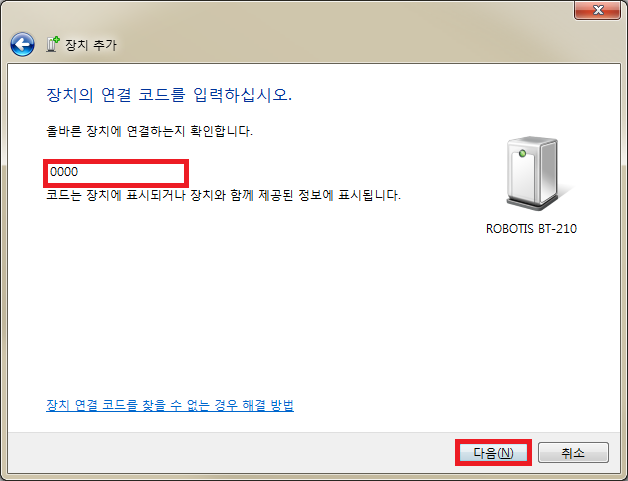 장치 추가
장치의 연결 코드를 입력하십시오.
올바른 장치에 연결하는지 확인합니다.
0000
코드는 장치에 표시되거나 장치와 함께 제공된 정보에 표시됩니다.
ROBOTIS BT-210
장치 연결 코드를 찾을 수 없는 경우 해결 방법
다음(N)
취소